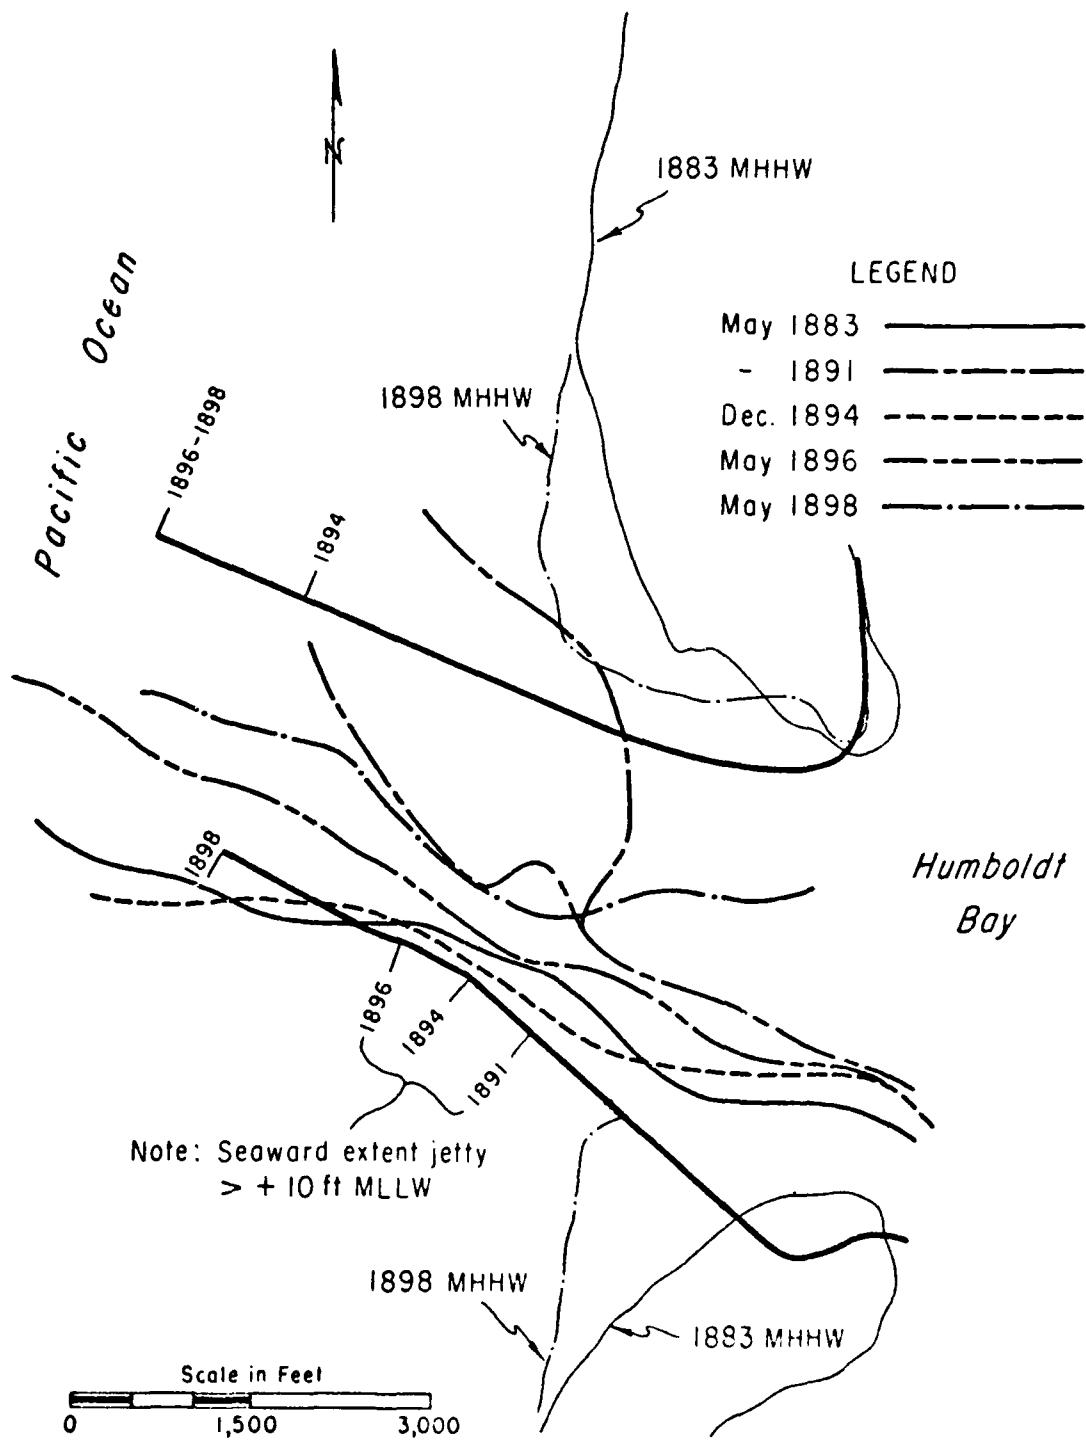 N
1883 MHHW
Pacific Ocean
LEGEND
May 1883
- 1891
Dec. 1894
May 1896
May 1898
1898 MHHW
1896-1898
1894
1898
Humboldt
Bay
1896
1894
1891
Note: Seaward extent jetty
> + 10 ft MLLW
1898 MHHW
1883 MHHW
Scale in Feet
0 1,500 3,000